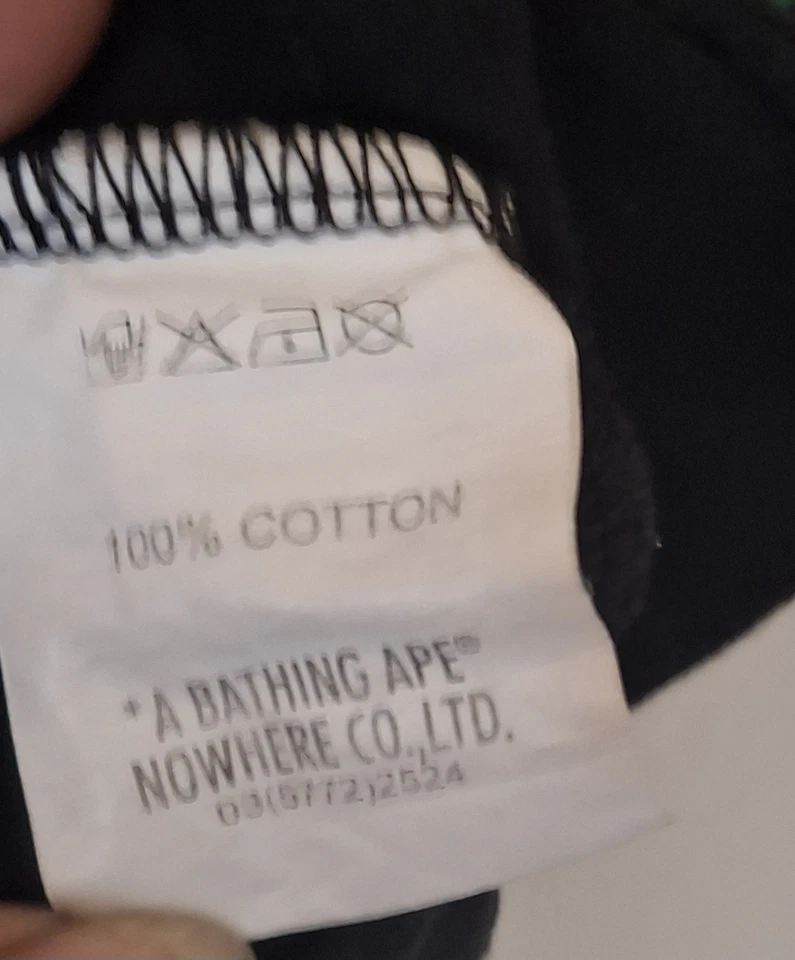 100% COTTON
*A BATHING APE®
NOWHERE CO.,LTD.
03(5772)2524